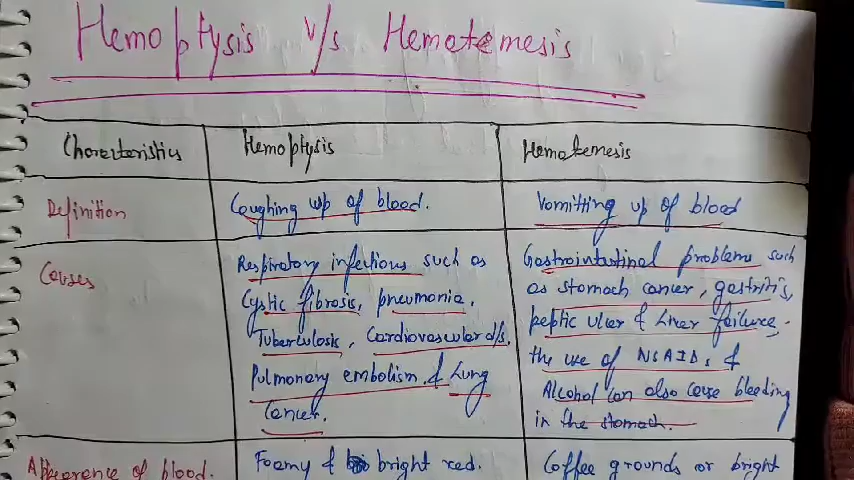 Hemoptysis V/s Hematemesis
Characteristics Hemoptysis Hematemesis
Definition Coughing up of blood. Vomitting up of blood
Causes
Respiratory infections such as
Cystic fibrosis, pneumonia,
Tuberculosis, Cardiovascular d/s,
Pulmonary embolism & Lung
Cancer.
Gastrointestinal problems such
as stomach cancer, gastritis,
peptic ulcer & Liver failure.
the use of NSAIDs &
Alcohol can also cause bleeding
in the stomach.
Appearence of blood. Foamy & bright red. Coffee grounds or bright